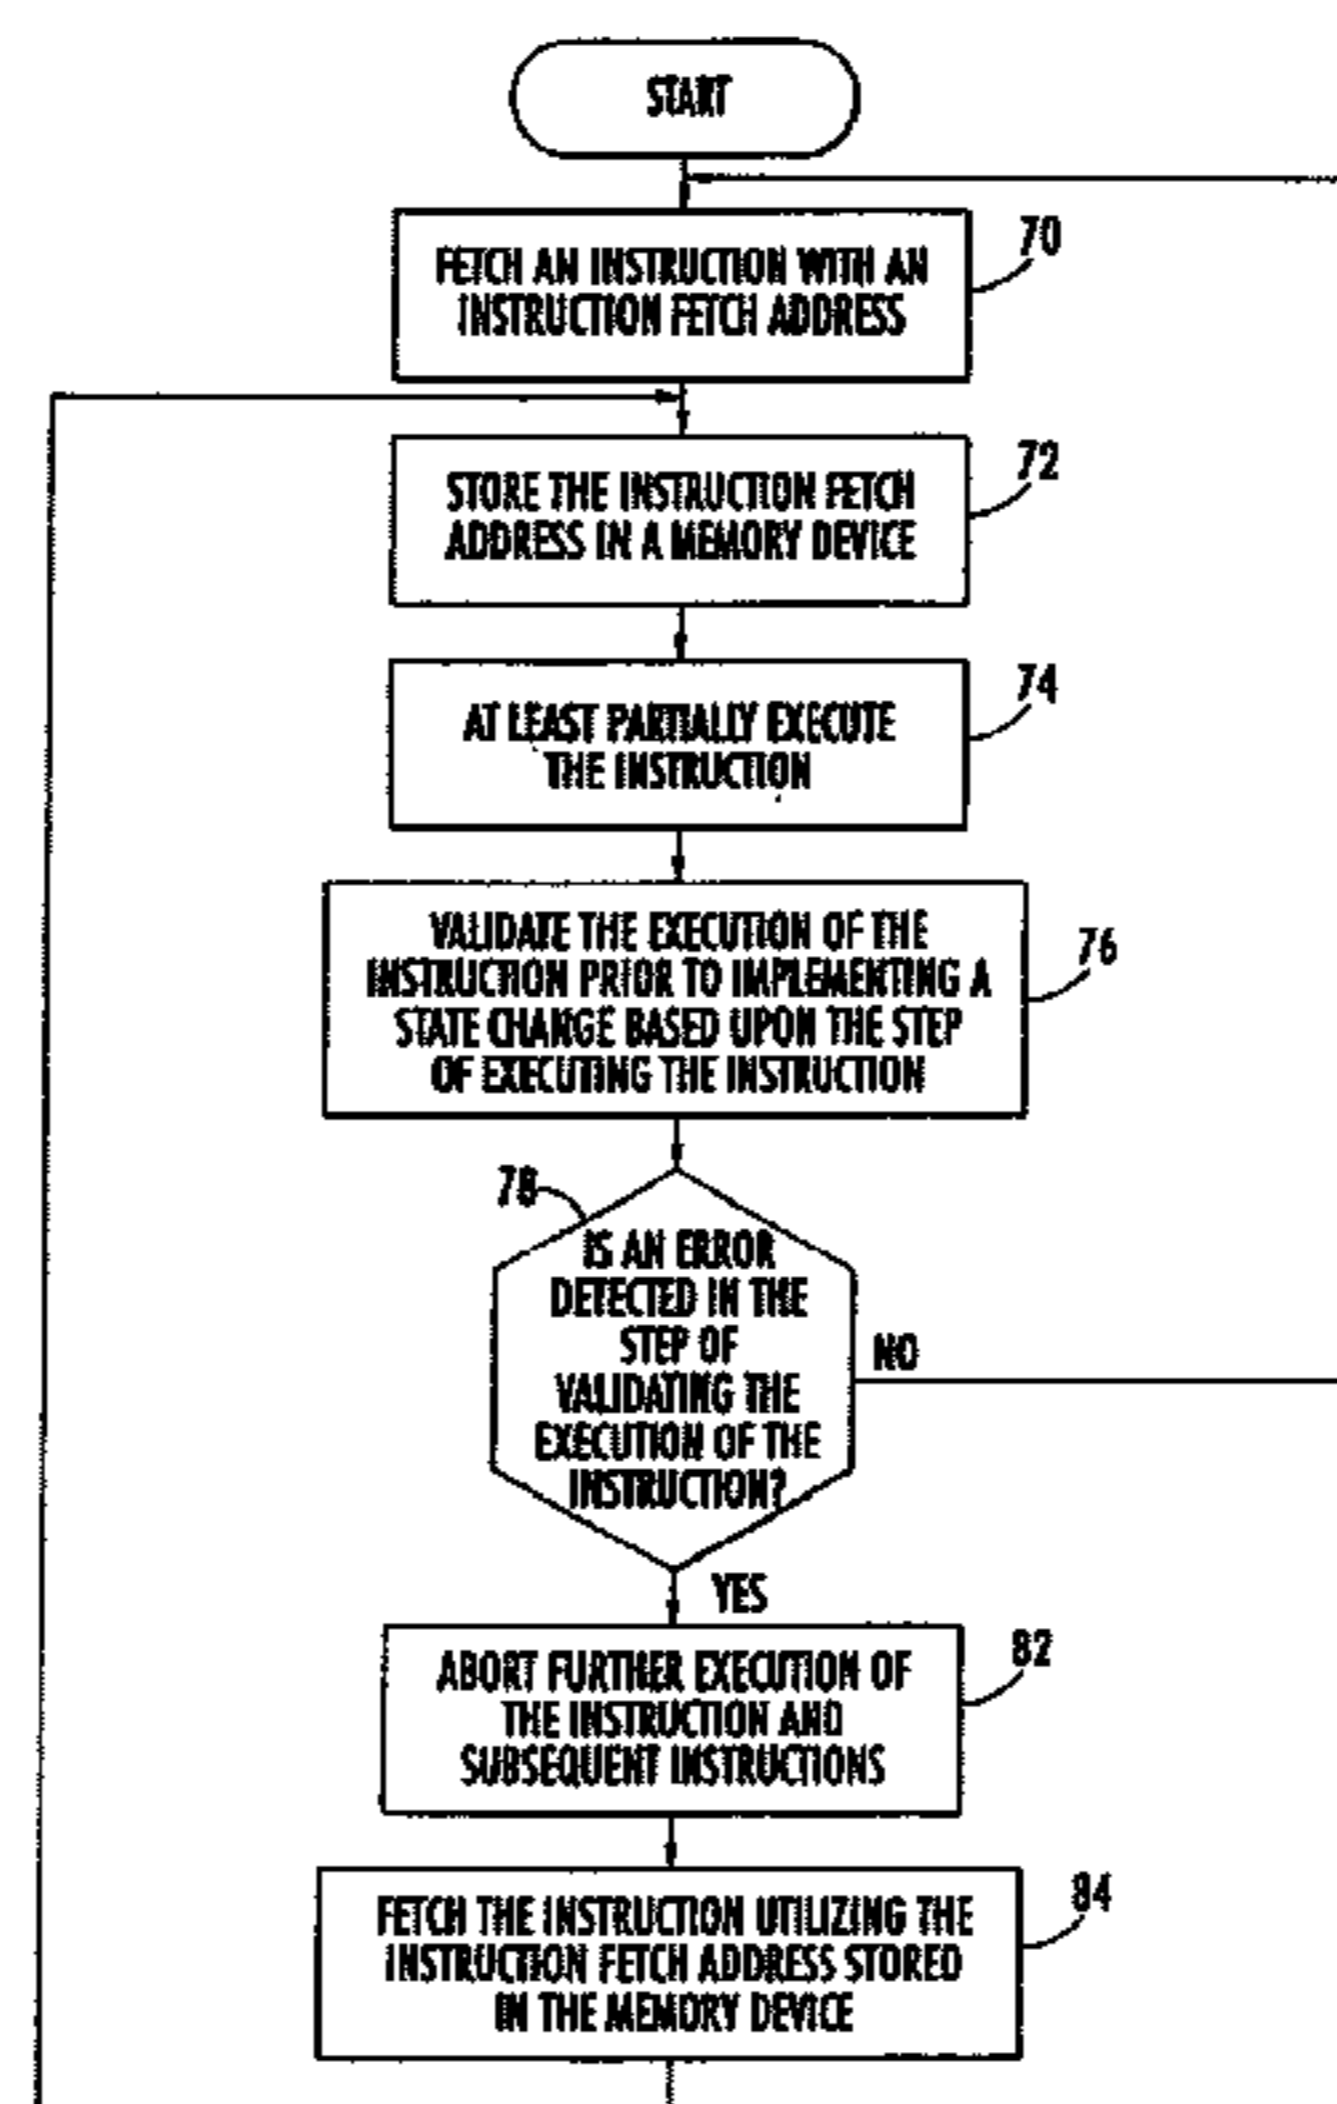 START
70
FETCH AN INSTRUCTION WITH AN
INSTRUCTION FETCH ADDRESS
72
STORE THE INSTRUCTION FETCH
ADDRESS IN A MEMORY DEVICE
74
AT LEAST PARTIALLY EXECUTE
THE INSTRUCTION
76
VALIDATE THE EXECUTION OF THE
INSTRUCTION PRIOR TO IMPLEMENTING A
STATE CHANGE BASED UPON THE STEP
OF EXECUTING THE INSTRUCTION
78
IS AN ERROR
DETECTED IN THE
STEP OF
VALIDATING THE
EXECUTION OF THE
INSTRUCTION?
NO
YES
82
ABORT FURTHER EXECUTION OF
THE INSTRUCTION AND
SUBSEQUENT INSTRUCTIONS
84
FETCH THE INSTRUCTION UTILIZING THE
INSTRUCTION FETCH ADDRESS STORED
IN THE MEMORY DEVICE